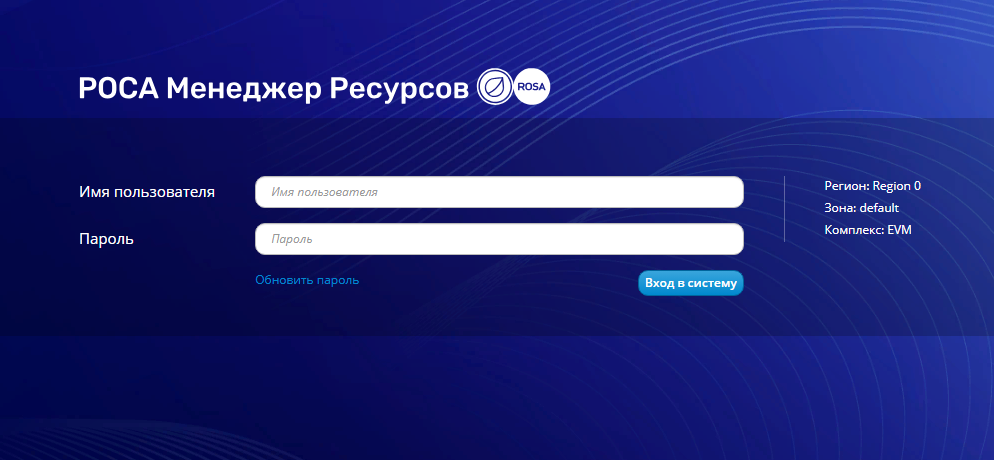 РОСА Менеджер Ресурсов ROSA
Имя пользователя Имя пользователя
Пароль Пароль
Обновить пароль Вход в систему
Регион: Region 0
Зона: default
Комплекс: EVM